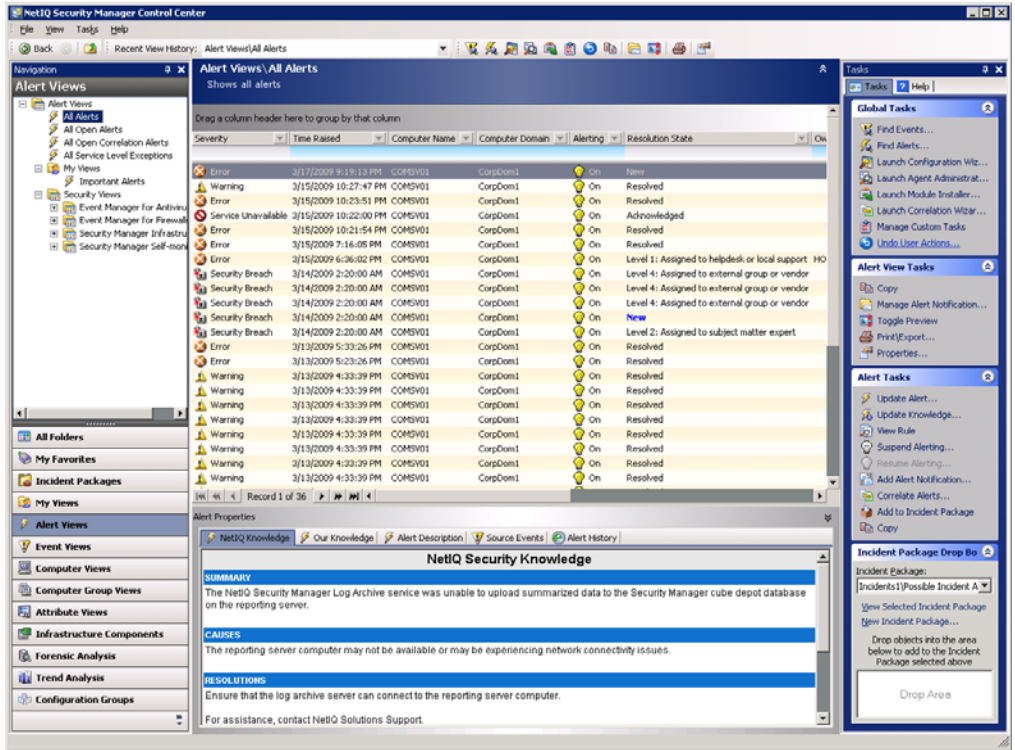 NetIQ Security Manager Control Center
File View Tasks Help
Back Recent View History: Alert Views\All Alerts
Navigation
Alert Views
Alert Views
All Alerts
All Open Alerts
All Open Correlation Alerts
All Service Level Exceptions
My Views
Important Alerts
Security Views
Event Manager for Antiviru
Event Manager for Firewall
Security Manager Infrastru
Security Manager Self-moni
All Folders
My Favorites
Incident Packages
My Views
Alert Views
Event Views
Computer Views
Computer Group Views
Attribute Views
Infrastructure Components
Forensic Analysis
Trend Analysis
Configuration Groups
Alert Views\All Alerts
Shows all alerts
Drag a column header here to group by that column
Severity Time Raised Computer Name Computer Domain Alerting Resolution State Ow
Error 3/17/2009 9:19:13 PM COMSV01 CorpDom1 On New
Warning 3/15/2009 10:27:47 PM COMSV01 CorpDom1 On Resolved
Error 3/15/2009 10:23:51 PM COMSV01 CorpDom1 On Resolved
Service Unavailable 3/15/2009 10:22:00 PM COMSV01 CorpDom1 On Acknowledged
Error 3/15/2009 10:21:54 PM COMSV01 CorpDom1 On Resolved
Error 3/15/2009 7:16:05 PM COMSV01 CorpDom1 On Resolved
Error 3/15/2009 6:36:02 PM COMSV01 CorpDom1 On Level 1: Assigned to helpdesk or local support HO
Security Breach 3/14/2009 2:20:00 AM COMSV01 CorpDom1 On Level 4: Assigned to external group or vendor
Security Breach 3/14/2009 2:20:00 AM COMSV01 CorpDom1 On Level 4: Assigned to external group or vendor
Security Breach 3/14/2009 2:20:00 AM COMSV01 CorpDom1 On Level 4: Assigned to external group or vendor
Security Breach 3/14/2009 2:20:00 AM COMSV01 CorpDom1 On New
Security Breach 3/14/2009 2:20:00 AM COMSV01 CorpDom1 On Level 2: Assigned to subject matter expert
Error 3/13/2009 5:33:26 PM COMSV01 CorpDom1 On Resolved
Error 3/13/2009 5:23:26 PM COMSV01 CorpDom1 On Resolved
Warning 3/13/2009 4:33:39 PM COMSV01 CorpDom1 On Resolved
Warning 3/13/2009 4:33:39 PM COMSV01 CorpDom1 On Resolved
Warning 3/13/2009 4:33:39 PM COMSV01 CorpDom1 On Resolved
Warning 3/13/2009 4:33:39 PM COMSV01 CorpDom1 On Resolved
Warning 3/13/2009 4:33:39 PM COMSV01 CorpDom1 On Resolved
Warning 3/13/2009 4:33:39 PM COMSV01 CorpDom1 On Resolved
Warning 3/13/2009 4:33:39 PM COMSV01 CorpDom1 On Resolved
Warning 3/13/2009 4:33:39 PM COMSV01 CorpDom1 On Resolved
Record 1 of 36
Alert Properties
NetIQ Knowledge Our Knowledge Alert Description Source Events Alert History
NetIQ Security Knowledge
SUMMARY
The NetIQ Security Manager Log Archive service was unable to upload summarized data to the Security Manager cube depot database
on the reporting server.
CAUSES
The reporting server computer may not be available or may be experiencing network connectivity issues.
RESOLUTIONS
Ensure that the log archive server can connect to the reporting server computer.
For assistance, contact NetIQ Solutions Support.
Tasks
Tasks Help
Global Tasks
Find Events...
Find Alerts...
Launch Configuration Wiz...
Launch Agent Administrat...
Launch Module Installer...
Launch Correlation Wizar...
Manage Custom Tasks
Undo User Actions...
Alert View Tasks
Copy
Manage Alert Notification...
Toggle Preview
Print\Export...
Properties...
Alert Tasks
Update Alert...
Update Knowledge...
View Rule
Suspend Alerting...
Resume Alerting...
Add Alert Notification...
Correlate Alerts...
Add to Incident Package
Copy
Incident Package Drop Bo
Incident Package:
Incidents1\Possible Incident A
View Selected Incident Package
New Incident Package...
Drop objects into the area
below to add to the Incident
Package selected above
Drop Area